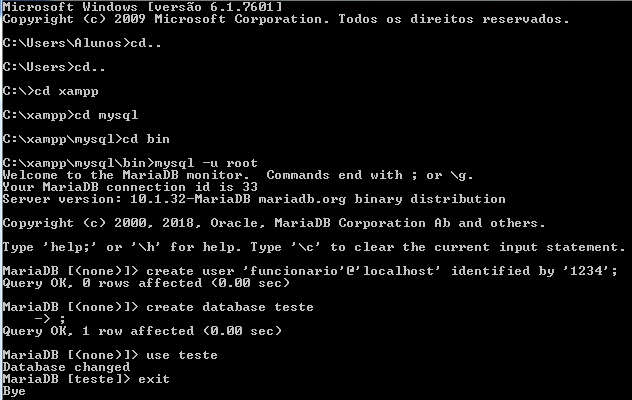 Microsoft Windows [versão 6.1.7601]
Copyright (c) 2009 Microsoft Corporation. Todos os direitos reservados.
C:\Users\Alunos>cd..
C:\Users>cd..
C:\>cd xampp
C:\xampp>cd mysql
C:\xampp\mysql>cd bin
C:\xampp\mysql\bin>mysql -u root
Welcome to the MariaDB monitor.  Commands end with ; or \g.
Your MariaDB connection id is 33
Server version: 10.1.32-MariaDB mariadb.org binary distribution
Copyright (c) 2000, 2018, Oracle, MariaDB Corporation Ab and others.
Type 'help;' or '\h' for help. Type '\c' to clear the current input statement.
MariaDB [(none)]> create user 'funcionario'@'localhost' identified by '1234';
Query OK, 0 rows affected (0.00 sec)
MariaDB [(none)]> create database teste
    -> ;
Query OK, 1 row affected (0.00 sec)
MariaDB [(none)]> use teste
Database changed
MariaDB [teste]> exit
Bye